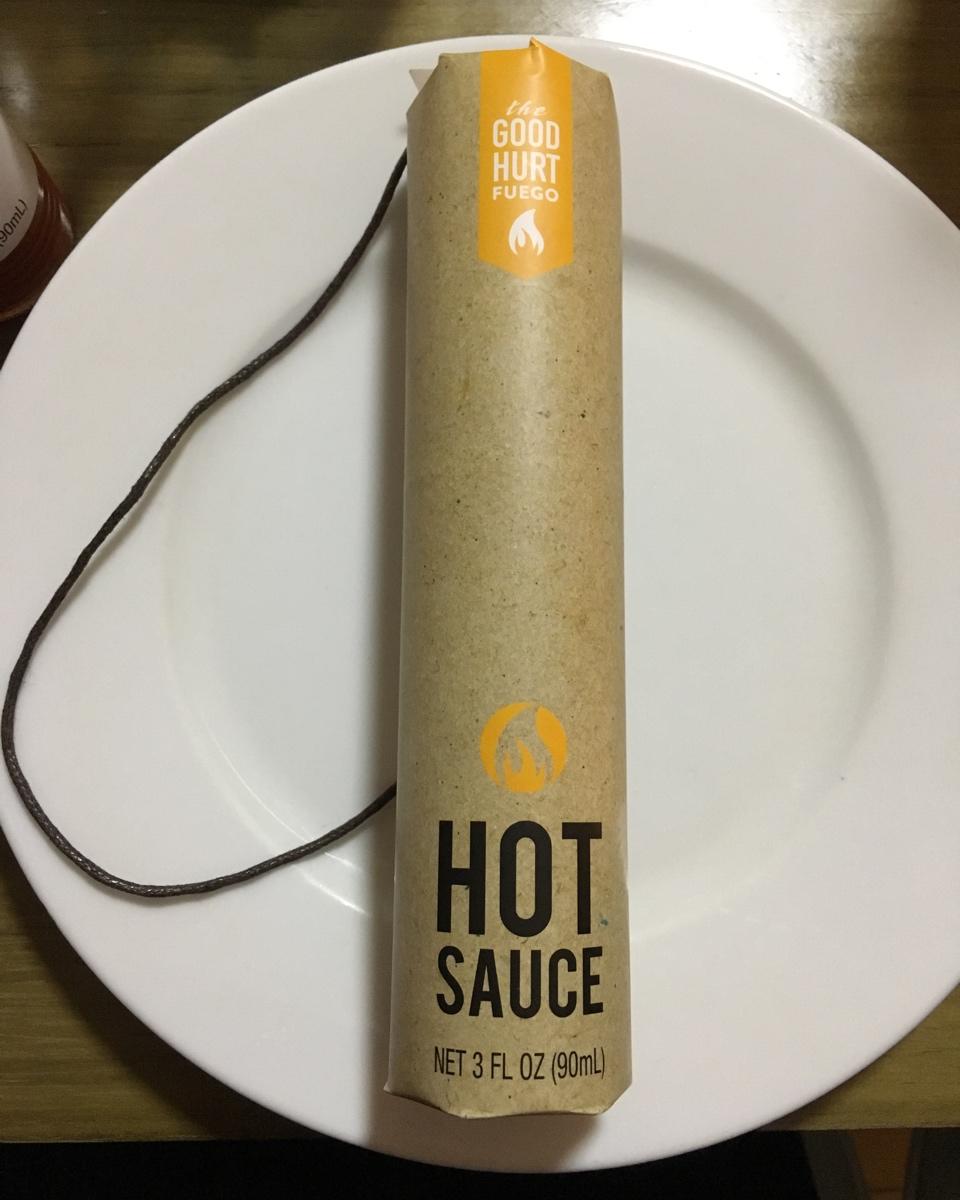 the
GOOD
HURT
FUEGO
HOT
SAUCE
NET 3 FL OZ (90mL)
(90mL)